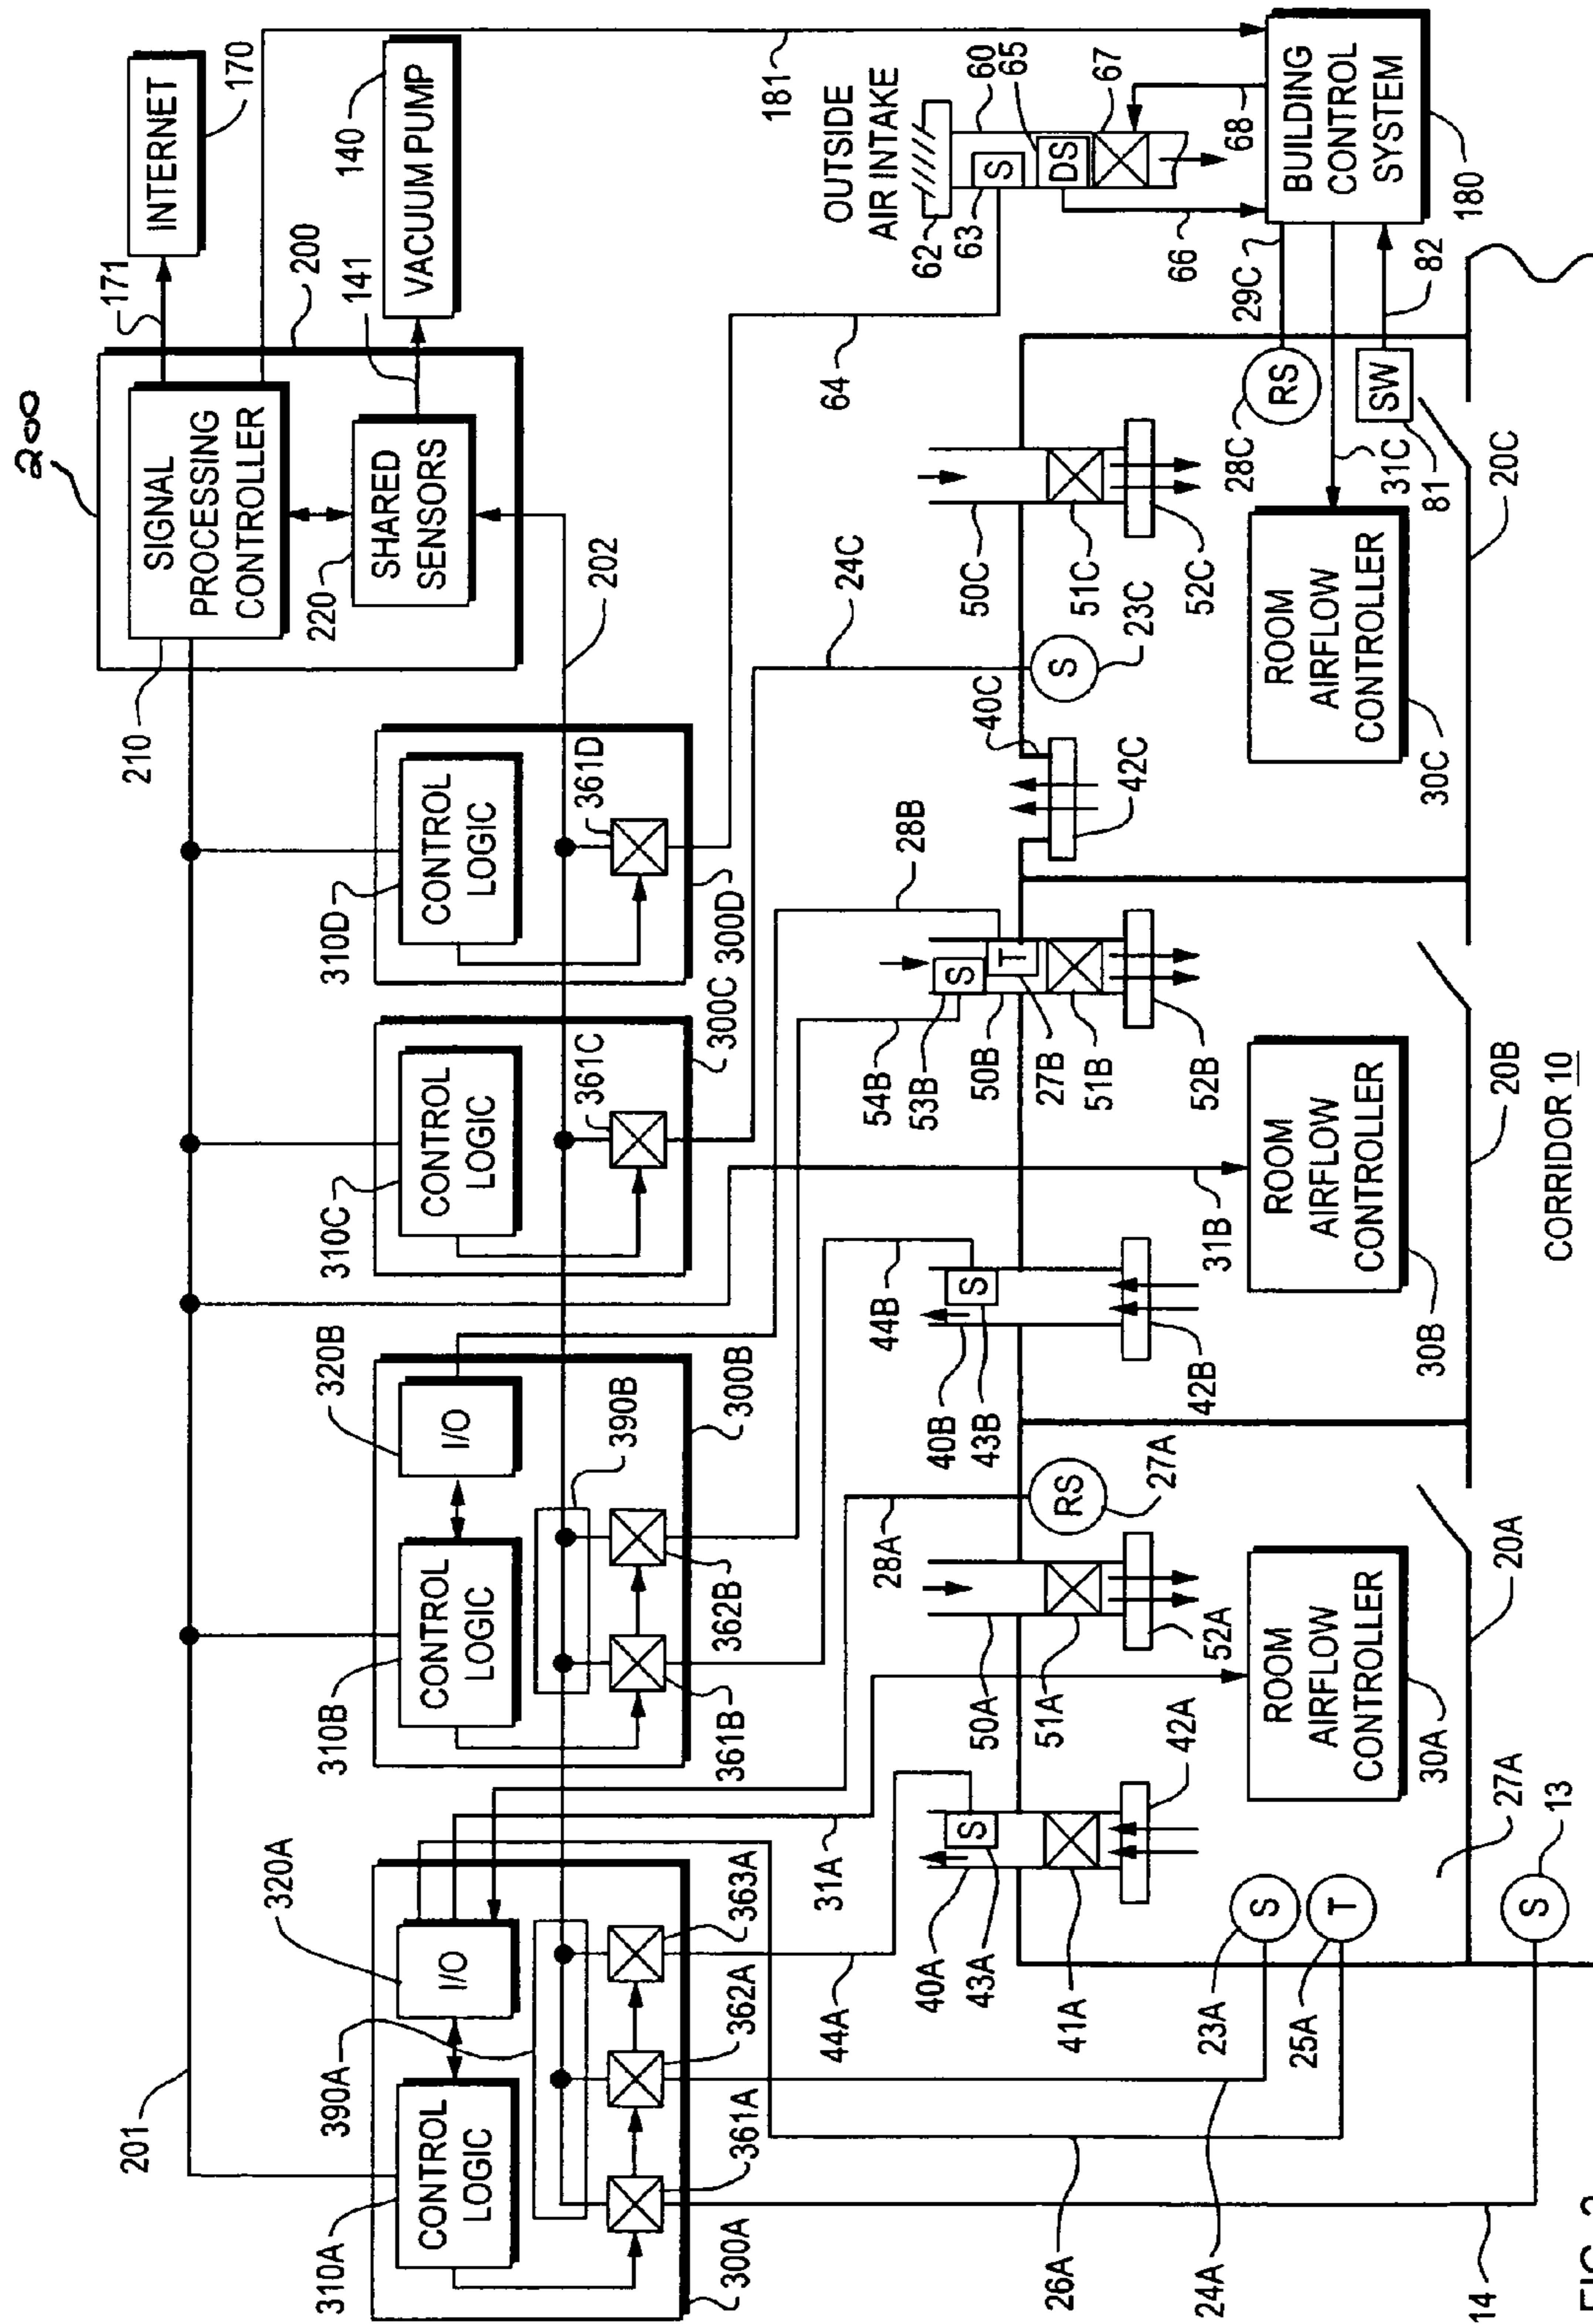 200
INTERNET
170
171
VACUUM PUMP
140
141
200
SIGNAL
PROCESSING
CONTROLLER
210
SHARED
SENSORS
220
181
201
202
CONTROL
LOGIC
310D
361D
300D
CONTROL
LOGIC
310C
361C
300C
CONTROL
LOGIC
310B
I/O
320B
390B
361B
362B
300B
CONTROL
LOGIC
310A
I/O
320A
390A
361A
362A
363A
300A
OUTSIDE
AIR INTAKE
62
S
63
60
DS
65
67
64
66
68
BUILDING
CONTROL
SYSTEM
180
29C
82
RS
28C
SW
81
31C
ROOM
AIRFLOW
CONTROLLER
30C
20C
50C
51C
52C
24C
S
23C
40C
42C
28B
54B
S
53B
T
50B
27B
51B
52B
ROOM
AIRFLOW
CONTROLLER
30B
20B
31B
44B
S
40B
43B
42B
CORRIDOR 10
RS
27A
28A
50A
51A
52A
ROOM
AIRFLOW
CONTROLLER
30A
20A
31A
44A
S
40A
43A
41A
42A
27A
S
23A
T
25A
S
13
26A
24A
14
FIG. 2